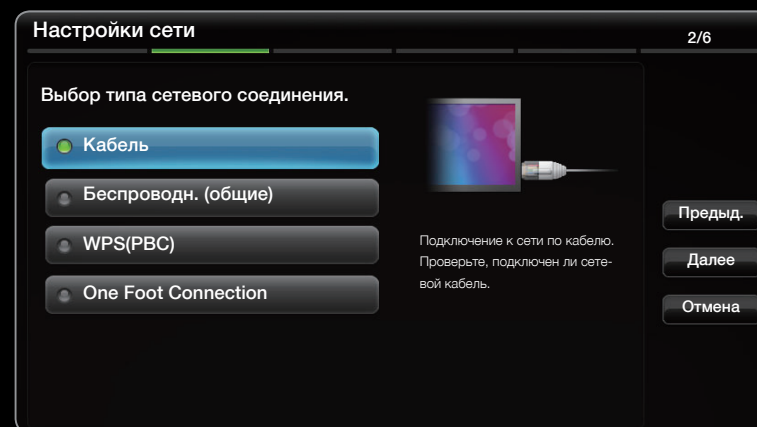 Настройки сети
2/6
Выбор типа сетевого соединения.
Кабель
Беспроводн. (общие)
WPS(PBC)
One Foot Connection
Подключение к сети по кабелю.
Проверьте, подключен ли сете-
вой кабель.
Предыд.
Далее
Отмена